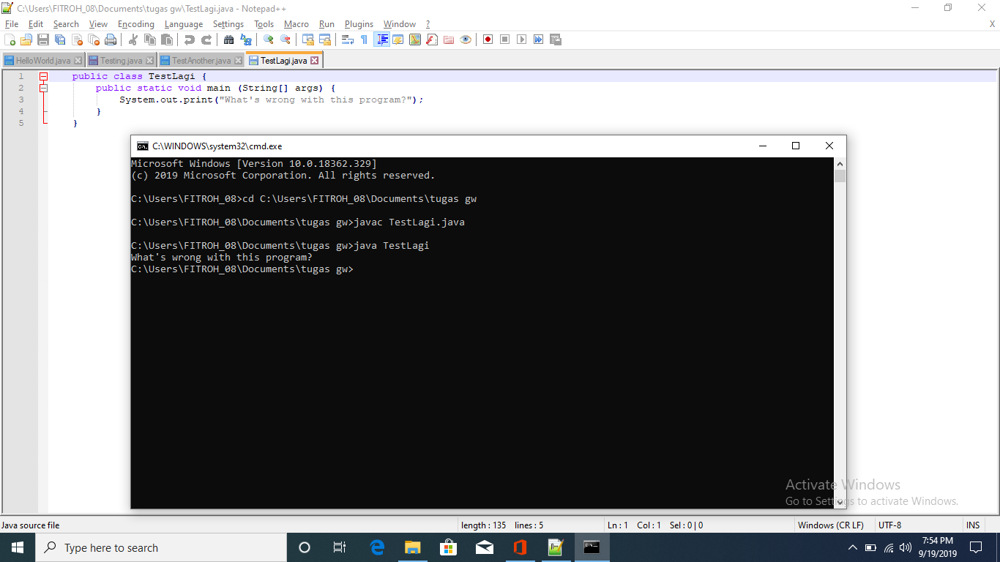 C:\Users\FITROH_08\Documents\tugas gw\TestLagi.java - Notepad++
File Edit Search View Encoding Language Settings Tools Macro Run Plugins Window ? X
HelloWorld.java Testing.java TestAnother.java TestLagi.java
1 public class TestLagi {
2 public static void main (String[] args) {
3 System.out.print("What's wrong with this program?");
4 }
5 }
C:\WINDOWS\system32\cmd.exe
Microsoft Windows [Version 10.0.18362.329]
(c) 2019 Microsoft Corporation. All rights reserved.
C:\Users\FITROH_08>cd C:\Users\FITROH_08\Documents\tugas gw
C:\Users\FITROH_08\Documents\tugas gw>javac TestLagi.java
C:\Users\FITROH_08\Documents\tugas gw>java TestLagi
What's wrong with this program?
C:\Users\FITROH_08\Documents\tugas gw>
Activate Windows
Go to Settings to activate Windows.
Java source file length : 135 lines : 5 Ln : 1 Col : 1 Sel : 0 | 0 Windows (CR LF) UTF-8 INS
Type here to search
7:54 PM
9/19/2019